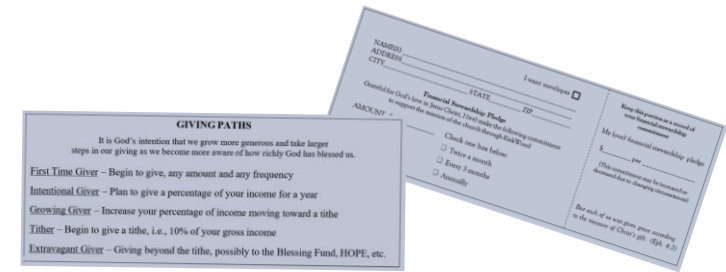 GIVING PATHS
It is God's intention that we grow more generous and take larger
steps in our giving as we become more aware of how richly God has blessed us.
First Time Giver – Begin to give, any amount and any frequency
Intentional Giver – Plan to give a percentage of your income for a year
Growing Giver – Increase your percentage of income moving toward a tithe
Tither – Begin to give a tithe, i.e., 10% of your gross income
Extravagant Giver – Giving beyond the tithe, possibly to the Blessing Fund, HOPE, etc.
I want envelopes
NAME(S)
ADDRESS
CITY STATE ZIP
Financial Stewardship Pledge
Grateful for God's love in Jesus Christ, I (we) make the following commitment
to support the mission of the church through KirkWood
AMOUNT
Check one box below:
Twice a month
Every 3 months
Annually
Keep this portion as a record of
your financial stewardship
commitment
My (our) financial stewardship pledge
$ per
(This commitment may be increased or
decreased due to changing circumstances)
But each of us was given grace according
to the measure of Christ's gift. (Eph. 4:7)